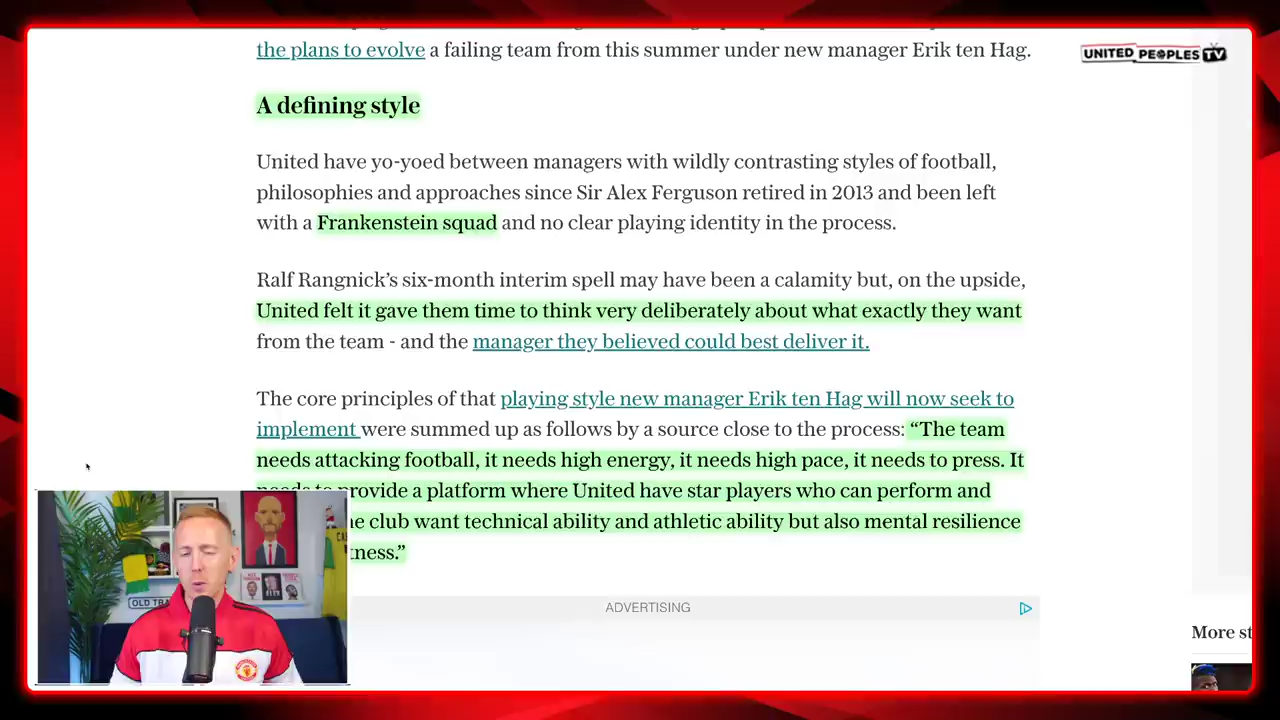 the plans to evolve a failing team from this summer under new manager Erik ten Hag.
UNITED PEOPLES TV
A defining style
United have yo-yoed between managers with wildly contrasting styles of football,
philosophies and approaches since Sir Alex Ferguson retired in 2013 and been left
with a Frankenstein squad and no clear playing identity in the process.
Ralf Rangnick’s six-month interim spell may have been a calamity but, on the upside,
United felt it gave them time to think very deliberately about what exactly they want
from the team - and the manager they believed could best deliver it.
The core principles of that playing style new manager Erik ten Hag will now seek to
implement were summed up as follows by a source close to the process: “The team
needs attacking football, it needs high energy, it needs high pace, it needs to press. It
needs to provide a platform where United have star players who can perform and
club want technical ability and athletic ability but also mental resilience
ADVERTISING
OLD TRA
More st